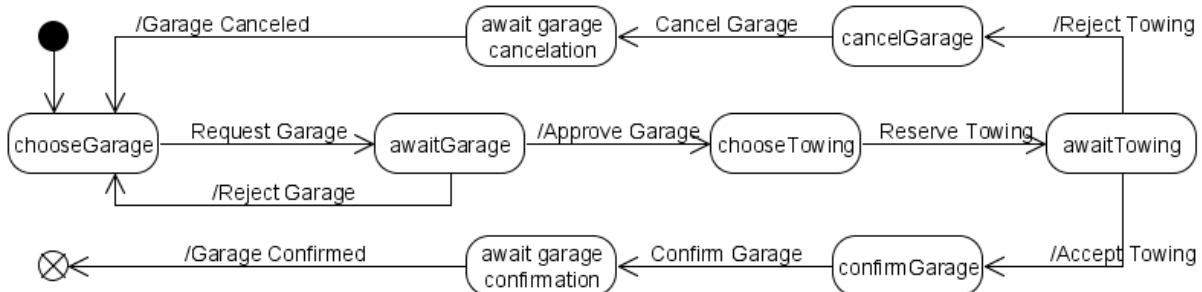 /Garage Canceled
await garage
cancelation
Cancel Garage
cancelGarage
/Reject Towing
chooseGarage
Request Garage
awaitGarage
/Approve Garage
chooseTowing
Reserve Towing
awaitTowing
/Reject Garage
/Garage Confirmed
await garage
confirmation
Confirm Garage
confirmGarage
/Accept Towing